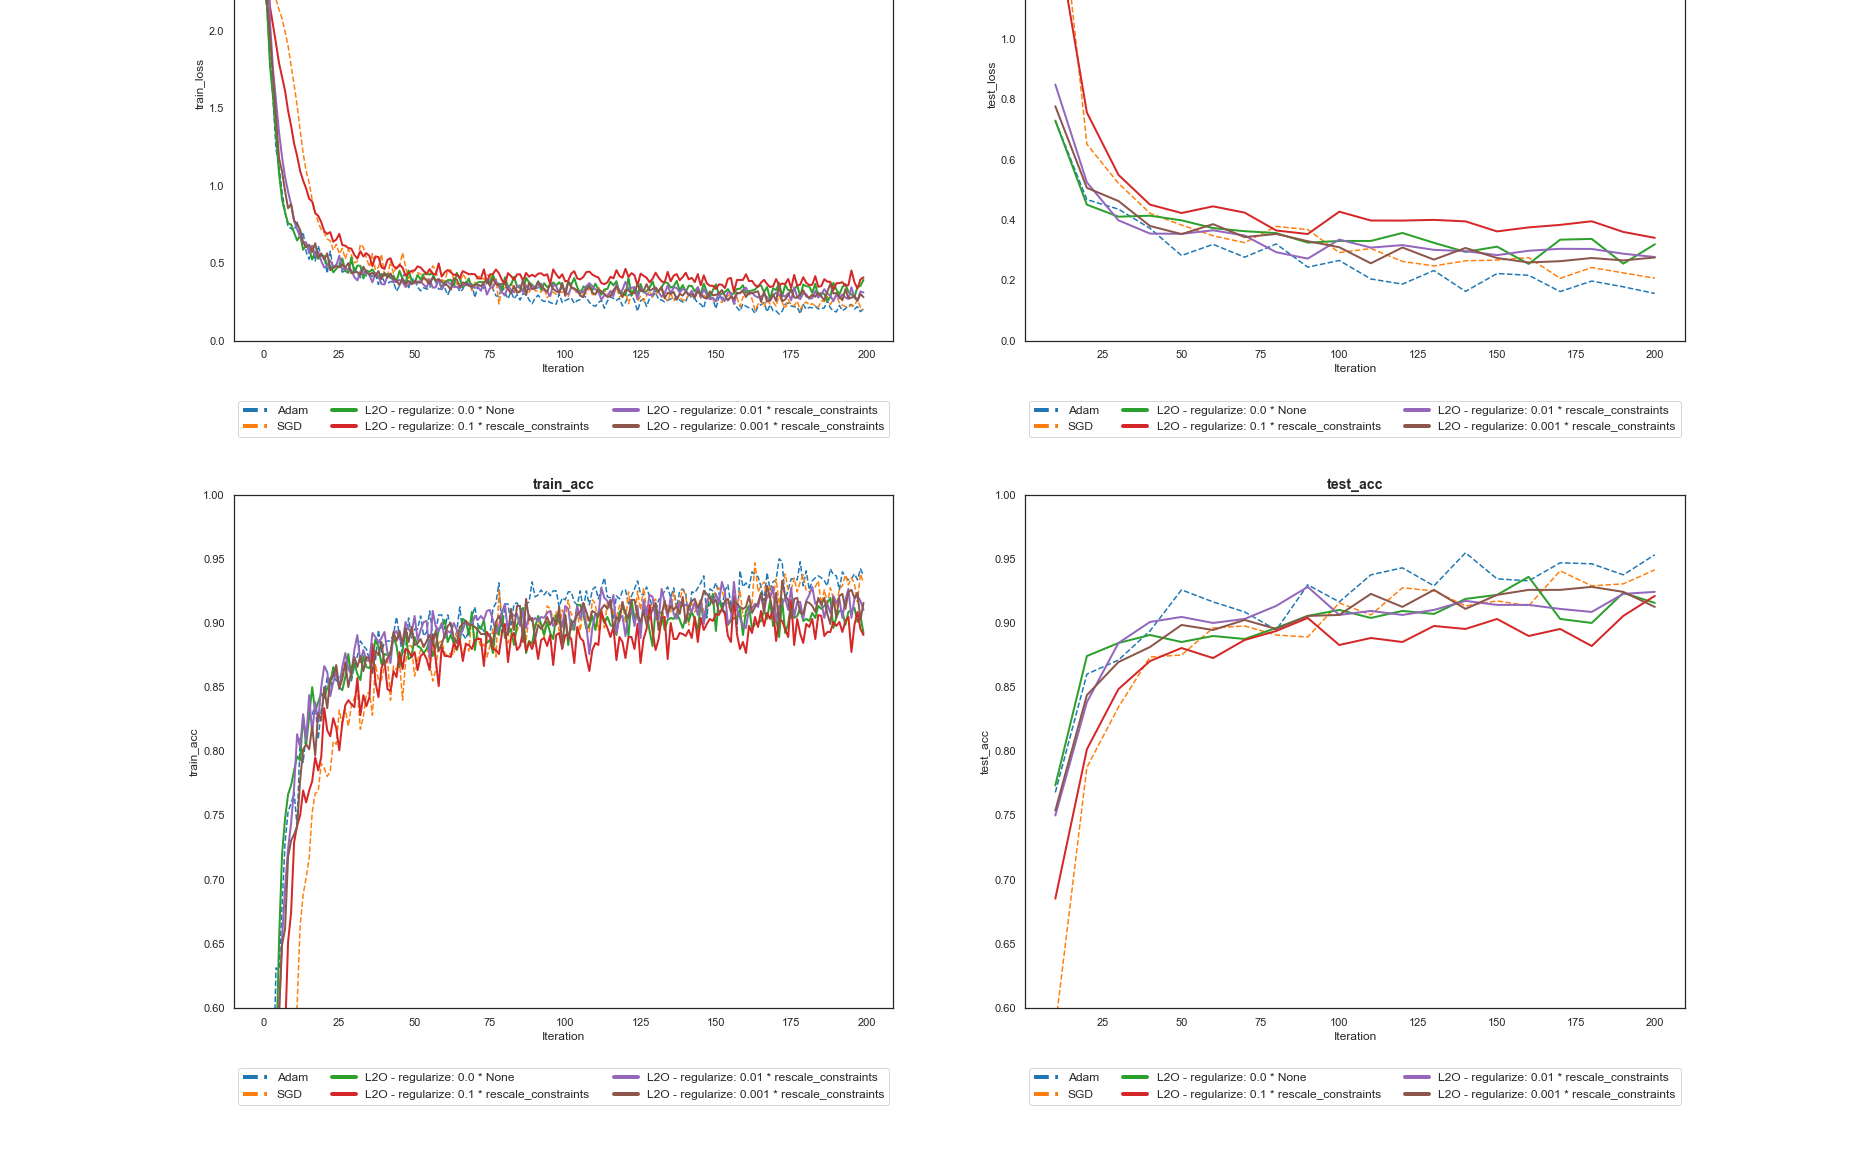 2.0
1.5
1.0
0.5
0.0
train_loss
0 25 50 75 100 125 150 175 200
Iteration
Adam L2O - regularize: 0.0 * None L2O - regularize: 0.01 * rescale_constraints
SGD L2O - regularize: 0.1 * rescale_constraints L2O - regularize: 0.001 * rescale_constraints
1.0
0.8
0.6
0.4
0.2
0.0
test_loss
25 50 75 100 125 150 175 200
Iteration
Adam L2O - regularize: 0.0 * None L2O - regularize: 0.01 * rescale_constraints
SGD L2O - regularize: 0.1 * rescale_constraints L2O - regularize: 0.001 * rescale_constraints
train_acc
1.00
0.95
0.90
0.85
0.80
0.75
0.70
0.65
0.60
train_acc
0 25 50 75 100 125 150 175 200
Iteration
Adam L2O - regularize: 0.0 * None L2O - regularize: 0.01 * rescale_constraints
SGD L2O - regularize: 0.1 * rescale_constraints L2O - regularize: 0.001 * rescale_constraints
test_acc
1.00
0.95
0.90
0.85
0.80
0.75
0.70
0.65
0.60
test_acc
25 50 75 100 125 150 175 200
Iteration
Adam L2O - regularize: 0.0 * None L2O - regularize: 0.01 * rescale_constraints
SGD L2O - regularize: 0.1 * rescale_constraints L2O - regularize: 0.001 * rescale_constraints